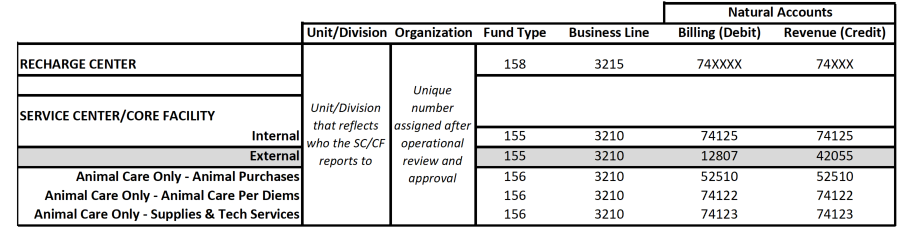 Natural Accounts
Unit/Division Organization Fund Type Business Line Billing (Debit) Revenue (Credit)
RECHARGE CENTER 158 3215 74XXXX 74XXX
Unit/Division that reflects who the SC/CF reports to
Unique number assigned after operational review and approval
SERVICE CENTER/CORE FACILITY
Internal 155 3210 74125 74125
External 155 3210 12807 42055
Animal Care Only - Animal Purchases 156 3210 52510 52510
Animal Care Only - Animal Care Per Diems 156 3210 74122 74122
Animal Care Only - Supplies & Tech Services 156 3210 74123 74123